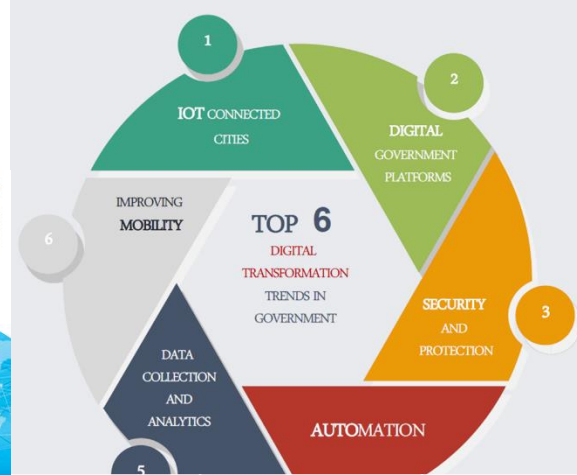 1
IOT CONNECTED
CITIES
2
DIGITAL
GOVERNMENT
PLATFORMS
3
SECURITY
AND
PROTECTION
AUTOMATION
5
DATA
COLLECTION
AND
ANALYTICS
6
IMPROVING
MOBILITY
TOP 6
DIGITAL
TRANSFORMATION
TRENDS IN
GOVERNMENT